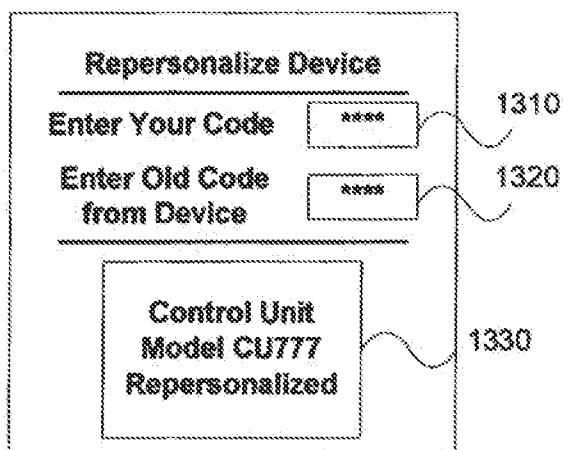 Repersonalize Device
Enter Your Code **** 1310
Enter Old Code
from Device **** 1320
Control Unit
Model CU777
Repersonalized
1330